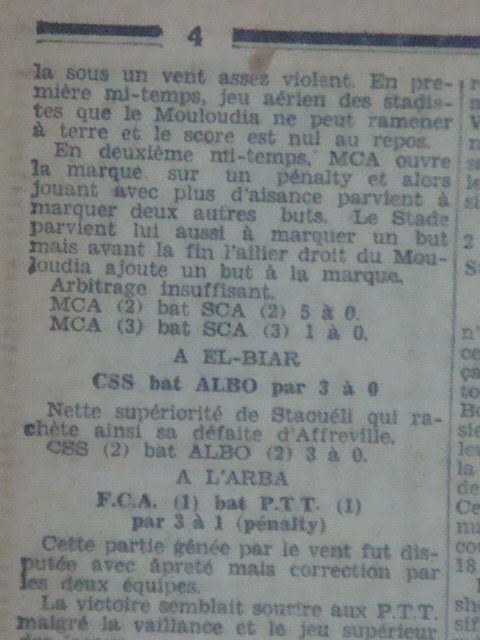 4
la sous un vent assez violent. En pre-
mière mi-temps, jeu aérien des stadis-
tes que le Mouloudia ne peut ramener
à terre et le score est nul au repos.
En deuxième mi-temps, MCA ouvre
la marque sur un pénalty et alors
jouant avec plus d'aisance parvient à
marquer deux autres buts. Le Stade
parvient lui aussi à marquer un but
mais avant la fin l'ailier droit du Mou-
loudia ajoute un but à la marque.
Arbitrage insuffisant.
MCA (2) bat SCA (2) 5 à 0.
MCA (3) bat SCA (3) 1 à 0.
A EL-BIAR
CSS bat ALBO par 3 à 0
Nette supériorité de Staouéli qui ra-
chète ainsi sa défaite d'Affreville.
CSS (2) bat ALBO (2) 3 à 0.
A L'ARBA
F.C.A. (1) bat P.T.T. (1)
par 3 à 1 (pénalty)
Cette partie gênée par le vent fut dis-
putée avec âpreté mais correction par
les deux équipes.
La victoire semblait sourire aux P.T.T.
malgré la vaillance et le jeu supérieur